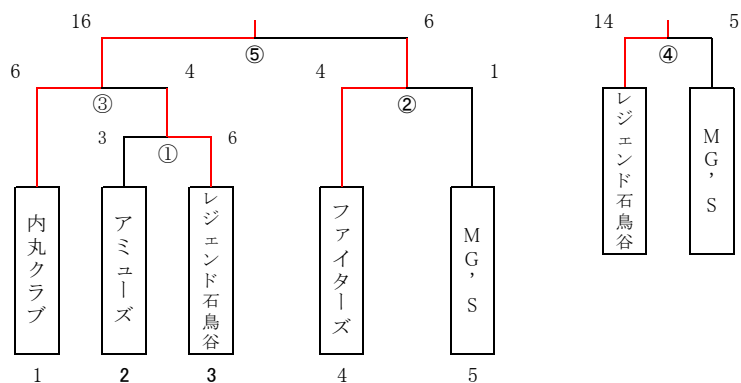 16 6 14 5
⑤ ④
6 4 4 1
③ ②
3 6
①
内丸クラブ
アミューズ
レジェンド石鳥谷
ファイターズ
MG'S
レジェンド石鳥谷
MG'S
1 2 3 4 5